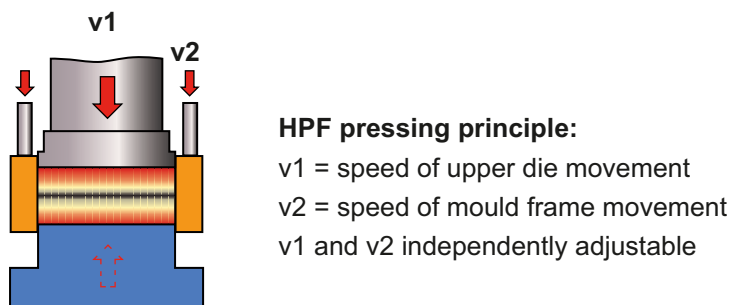 v1
v2
HPF pressing principle:
v1 = speed of upper die movement
v2 = speed of mould frame movement
v1 and v2 independently adjustable